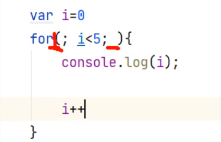 var i=0
for(; i<5; ){
console.log(i);
i++
}